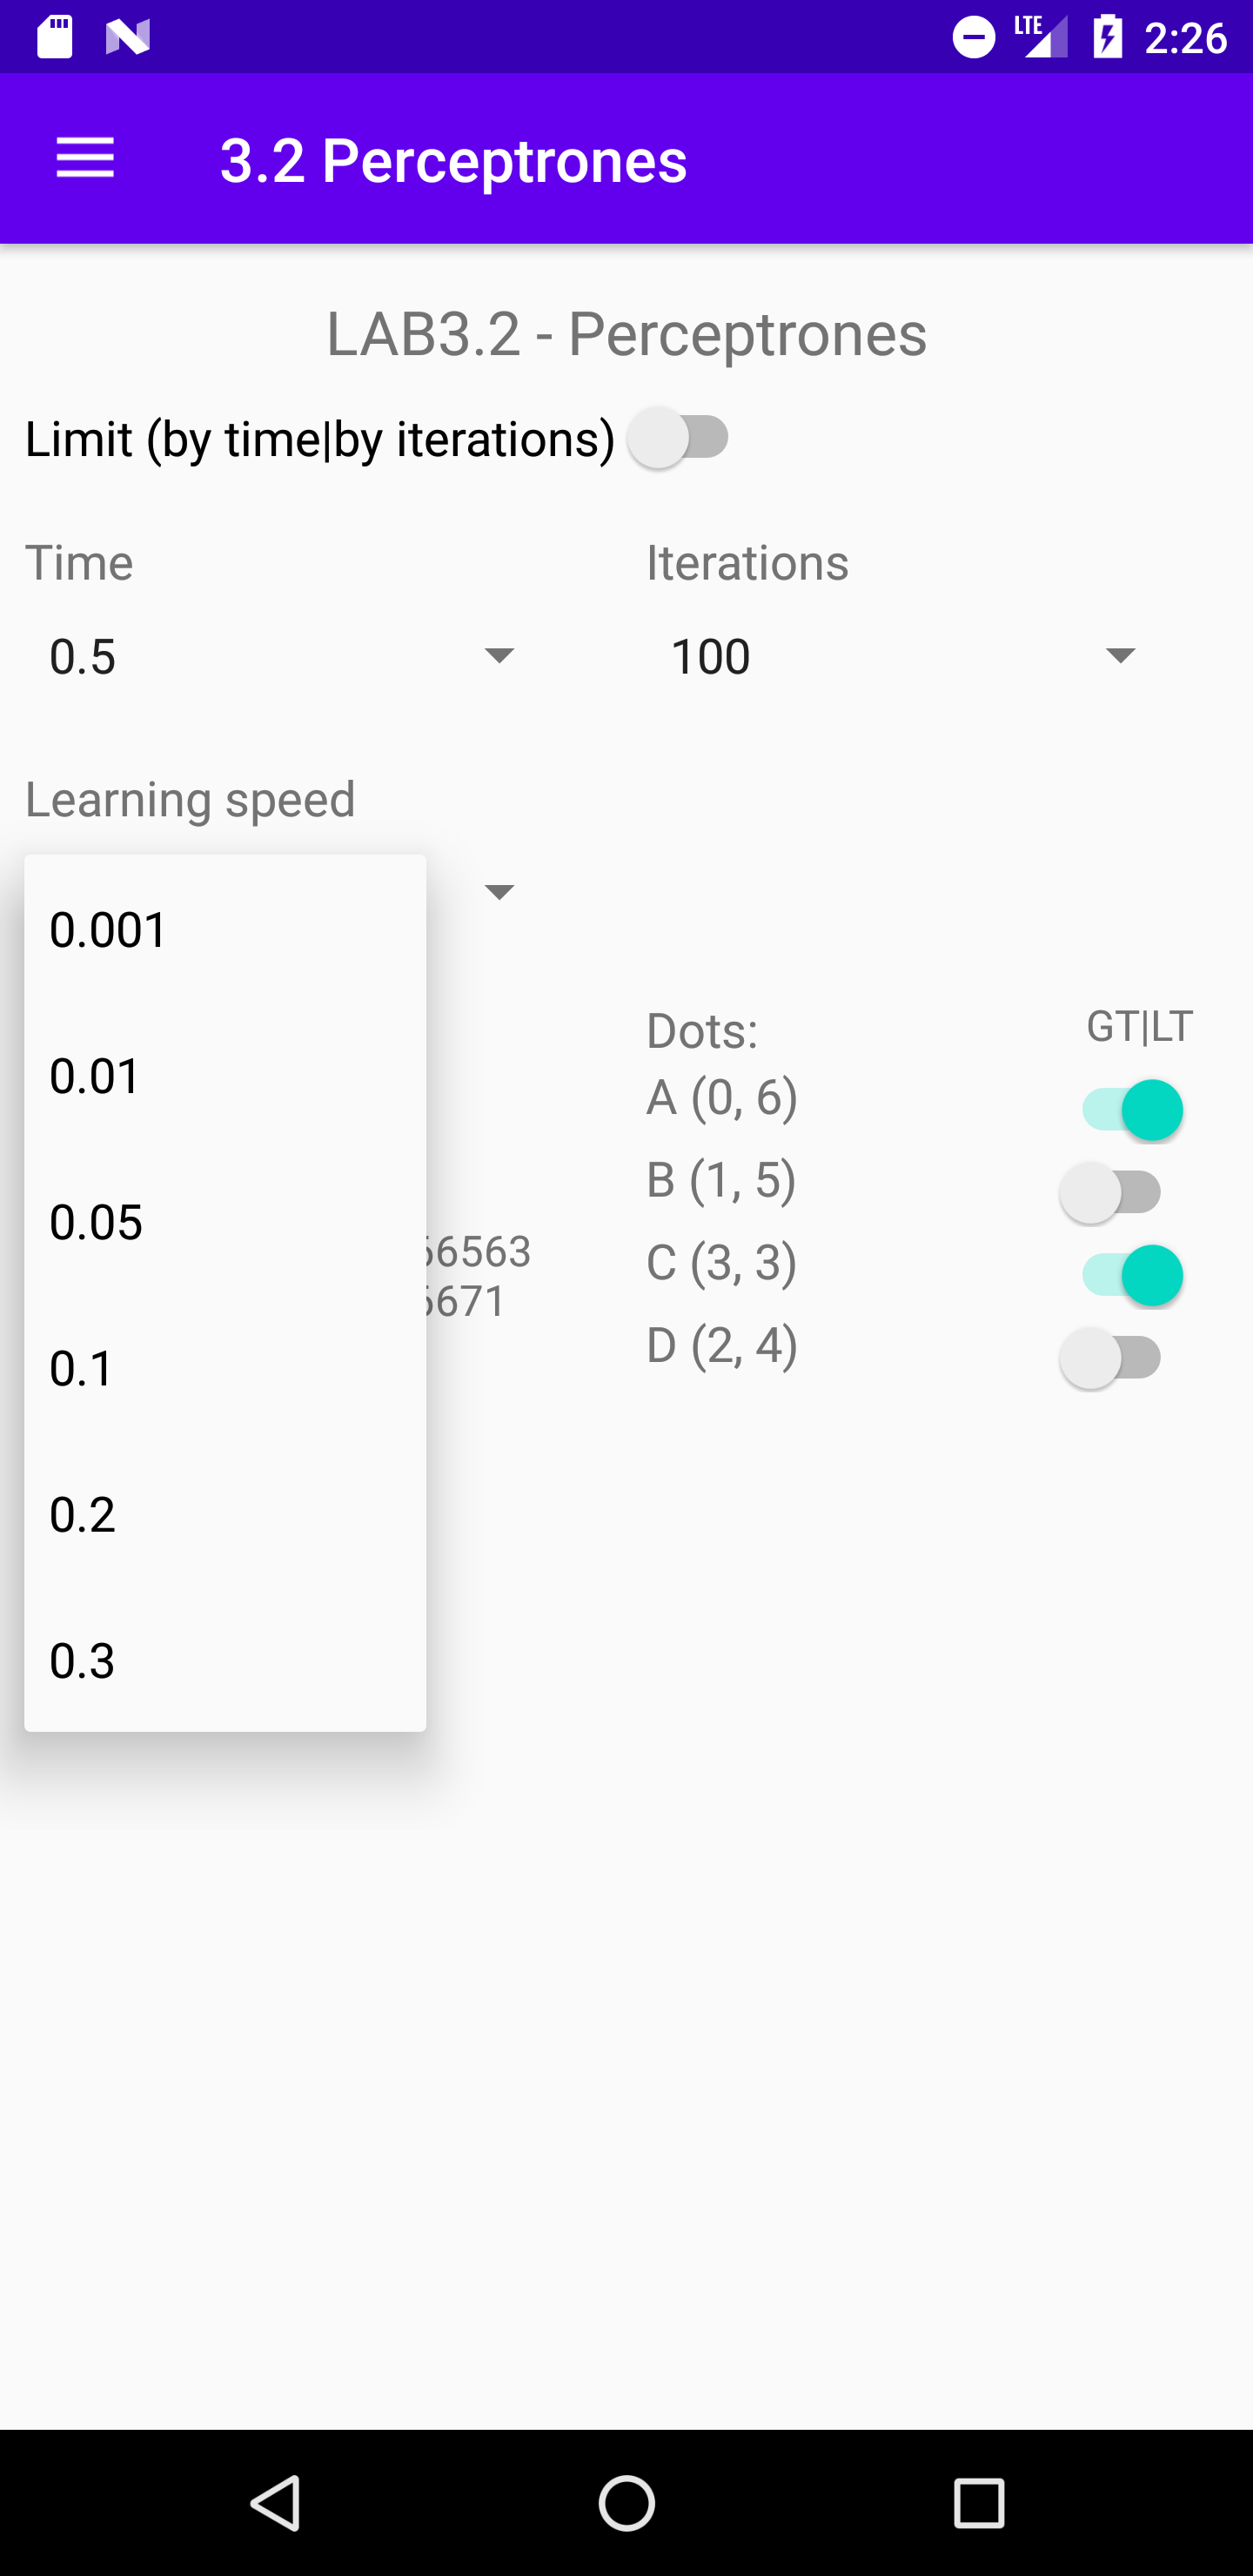 LTE 2:26
3.2 Perceptrones
LAB3.2 - Perceptrones
Limit (by time|by iterations)
Time Iterations
0.5 100
Learning speed
0.001
0.01
0.05
0.1
0.2
0.3
6563
671
Dots: GT|LT
A (0, 6)
B (1, 5)
C (3, 3)
D (2, 4)